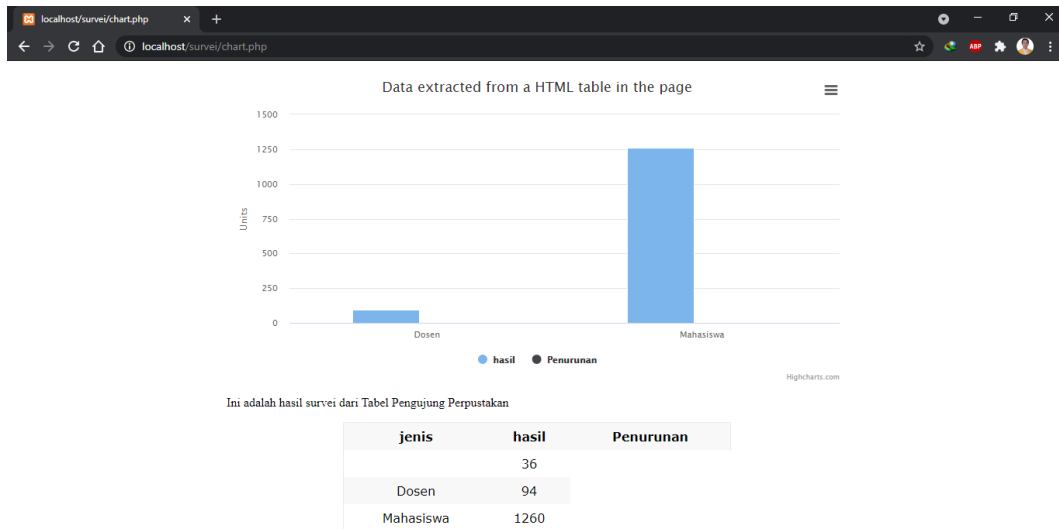 localhost/survei/chart.php
localhost/survei/chart.php
ABP
Data extracted from a HTML table in the page
1500
1250
1000
750
500
250
0
Units
Dosen Mahasiswa
hasil Penurunan
Highcharts.com
Ini adalah hasil survei dari Tabel Pengujung Perpustakan
jenis hasil Penurunan
36
Dosen 94
Mahasiswa 1260